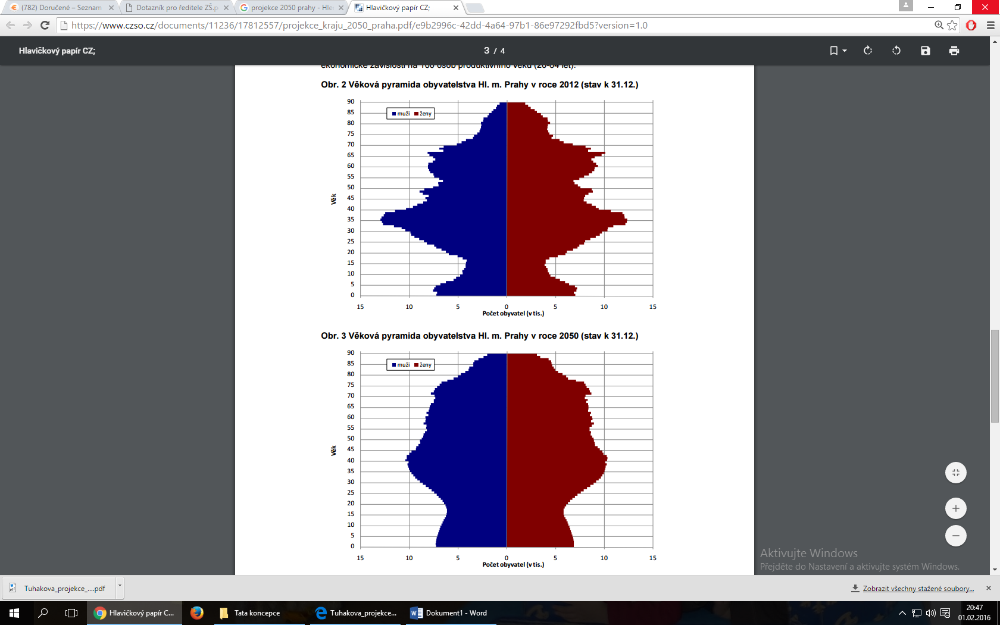 (782) Doručené – Seznam
Dotazník pro ředitele ZŠ.p
projekce 2050 prahy - Hle
Hlavičkový papír CZ;
https://www.czso.cz/documents/11236/17812557/projekce_kraju_2050_praha.pdf/e9b2996c-42dd-4a64-97b1-86e97292fbd5?version=1.0
Hlavičkový papír CZ;
3 / 4
ekonomické závislosti na 100 osob produktivního věku (20-64 let).
Obr. 2 Věková pyramida obyvatelstva Hl. m. Prahy v roce 2012 (stav k 31.12.)
muži ženy
90
85
80
75
70
65
60
55
50
45
40
35
30
25
20
15
10
5
0
Věk
15 10 5 0 5 10 15
Počet obyvatel (v tis.)
Obr. 3 Věková pyramida obyvatelstva Hl. m. Prahy v roce 2050 (stav k 31.12.)
muži ženy
90
85
80
75
70
65
60
55
50
45
40
35
30
25
20
15
10
5
0
Věk
15 10 5 0 5 10 15
Počet obyvatel (v tis.)
Aktivujte Windows
Přejděte do Nastavení a aktivujte systém Windows.
Tuhakova_projekce_....pdf
Zobrazit všechny stažené soubory...
Hlavičkový papír C...
Tata koncepce
Tuhakova_projekce...
Dokument1 - Word
20:47
01.02.2016